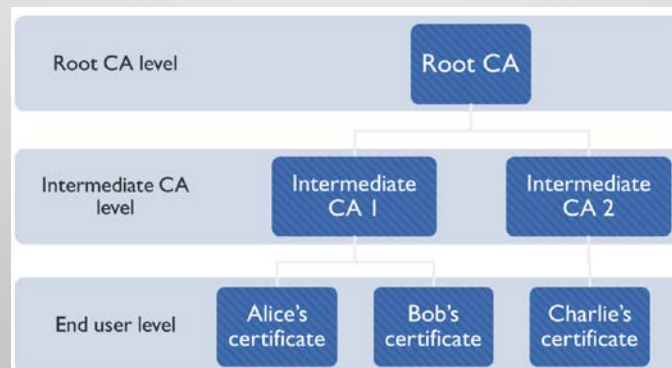 Root CA level
Root CA
Intermediate CA
level
Intermediate
CA 1
Intermediate
CA 2
End user level
Alice's
certificate
Bob's
certificate
Charlie's
certificate